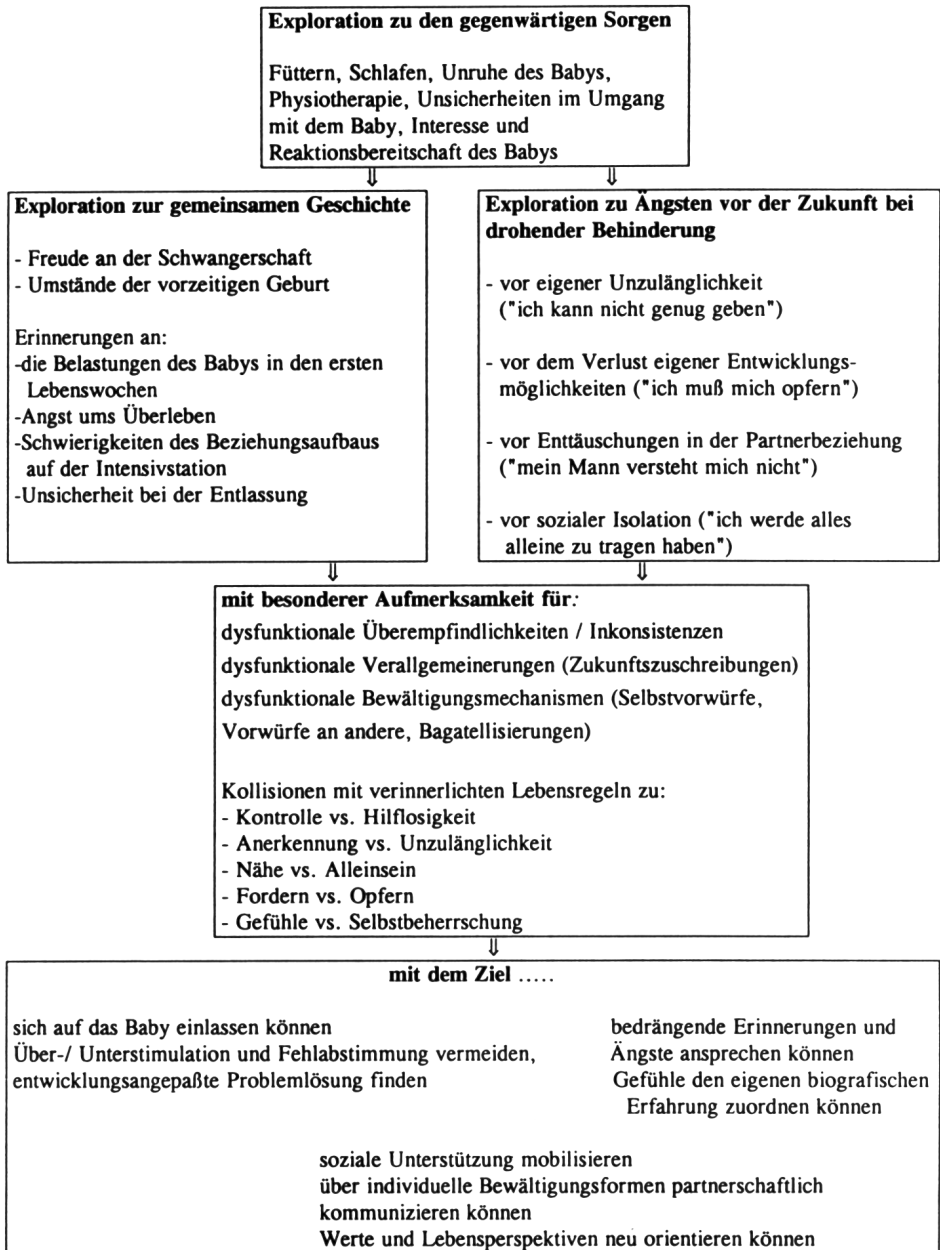 Exploration zu den gegenwärtigen Sorgen
Füttern, Schlafen, Unruhe des Babys,
Physiotherapie, Unsicherheiten im Umgang
mit dem Baby, Interesse und
Reaktionsbereitschaft des Babys
⇓ ⇓
Exploration zur gemeinsamen Geschichte
- Freude an der Schwangerschaft
- Umstände der vorzeitigen Geburt
Erinnerungen an:
-die Belastungen des Babys in den ersten
Lebenswochen
-Angst ums Überleben
-Schwierigkeiten des Beziehungsaufbaus
auf der Intensivstation
-Unsicherheit bei der Entlassung
Exploration zu Ängsten vor der Zukunft bei
drohender Behinderung
- vor eigener Unzulänglichkeit
("ich kann nicht genug geben")
- vor dem Verlust eigener Entwicklungs-
möglichkeiten ("ich muß mich opfern")
- vor Enttäuschungen in der Partnerbeziehung
("mein Mann versteht mich nicht")
- vor sozialer Isolation ("ich werde alles
alleine zu tragen haben")
⇓ ⇓
mit besonderer Aufmerksamkeit für:
dysfunktionale Überempfindlichkeiten / Inkonsistenzen
dysfunktionale Verallgemeinerungen (Zukunftszuschreibungen)
dysfunktionale Bewältigungsmechanismen (Selbstvorwürfe,
Vorwürfe an andere, Bagatellisierungen)
Kollisionen mit verinnerlichten Lebensregeln zu:
- Kontrolle vs. Hilflosigkeit
- Anerkennung vs. Unzulänglichkeit
- Nähe vs. Alleinsein
- Fordern vs. Opfern
- Gefühle vs. Selbstbeherrschung
⇓
mit dem Ziel .....
sich auf das Baby einlassen können
Über-/ Unterstimulation und Fehlabstimmung vermeiden,
entwicklungsangepaßte Problemlösung finden
bedrängende Erinnerungen und
Ängste ansprechen können
Gefühle den eigenen biografischen
Erfahrung zuordnen können
soziale Unterstützung mobilisieren
über individuelle Bewältigungsformen partnerschaftlich
kommunizieren können
Werte und Lebensperspektiven neu orientieren können